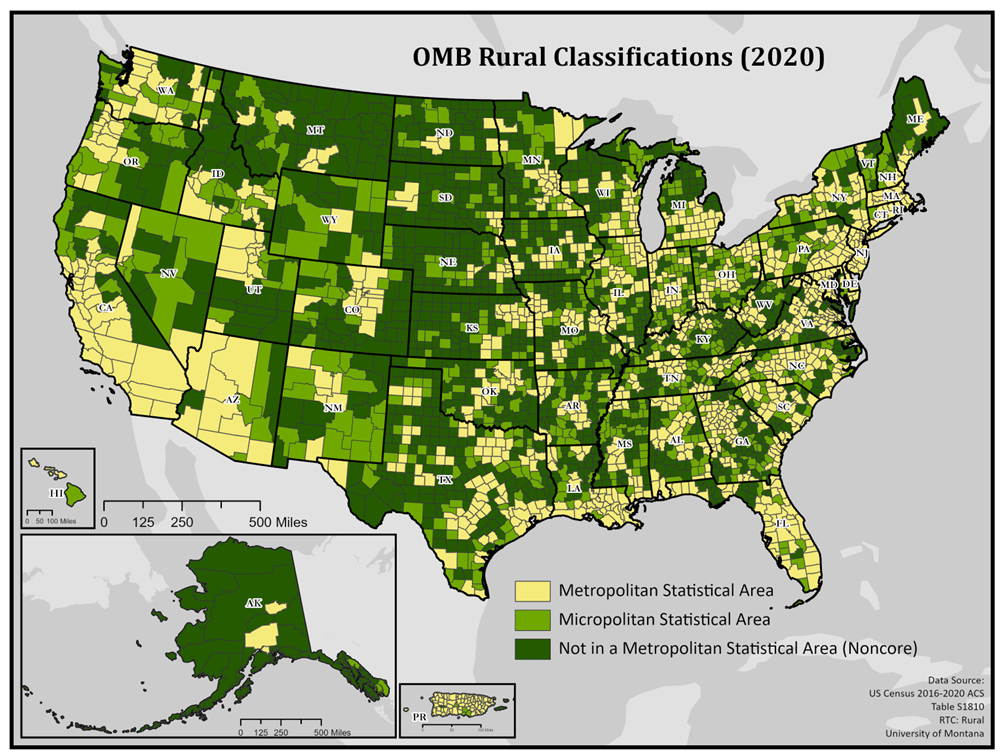 OMB Rural Classifications (2020)
WA
OR
CA
NV
ID
MT
WY
UT
AZ
CO
NM
ND
SD
NE
KS
OK
TX
MN
IA
MO
AR
LA
WI
IL
MI
IN
OH
KY
TN
MS
AL
GA
FL
SC
NC
VA
WV
PA
NY
MD
DE
NJ
CT
RI
MA
VT
NH
ME
HI
0 50 100 Miles
0 125 250 500 Miles
AK
0 125 250 500 Miles
PR
Metropolitan Statistical Area
Micropolitan Statistical Area
Not in a Metropolitan Statistical Area (Noncore)
Data Source:
US Census 2016-2020 ACS
Table S1810
RTC: Rural
University of Montana